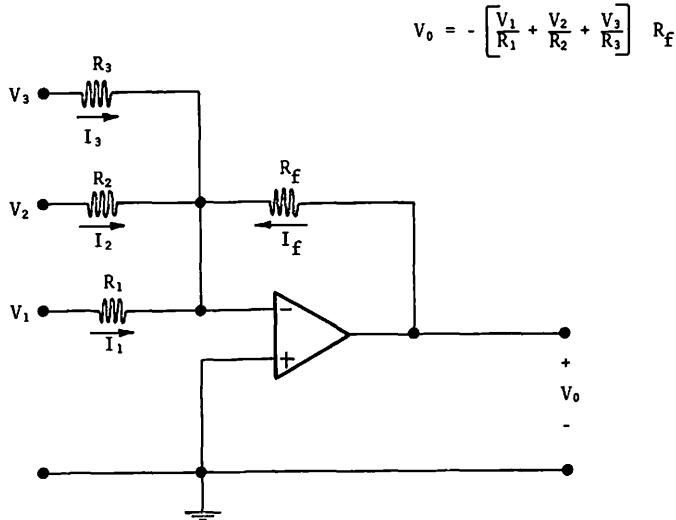 V₀ = - [V₁/R₁ + V₂/R₂ + V₃/R₃] R_f
R₃
V₃
I₃
R₂
R_f
V₂
I₂
I_f
R₁
V₁
I₁
-
+
+
V₀
-